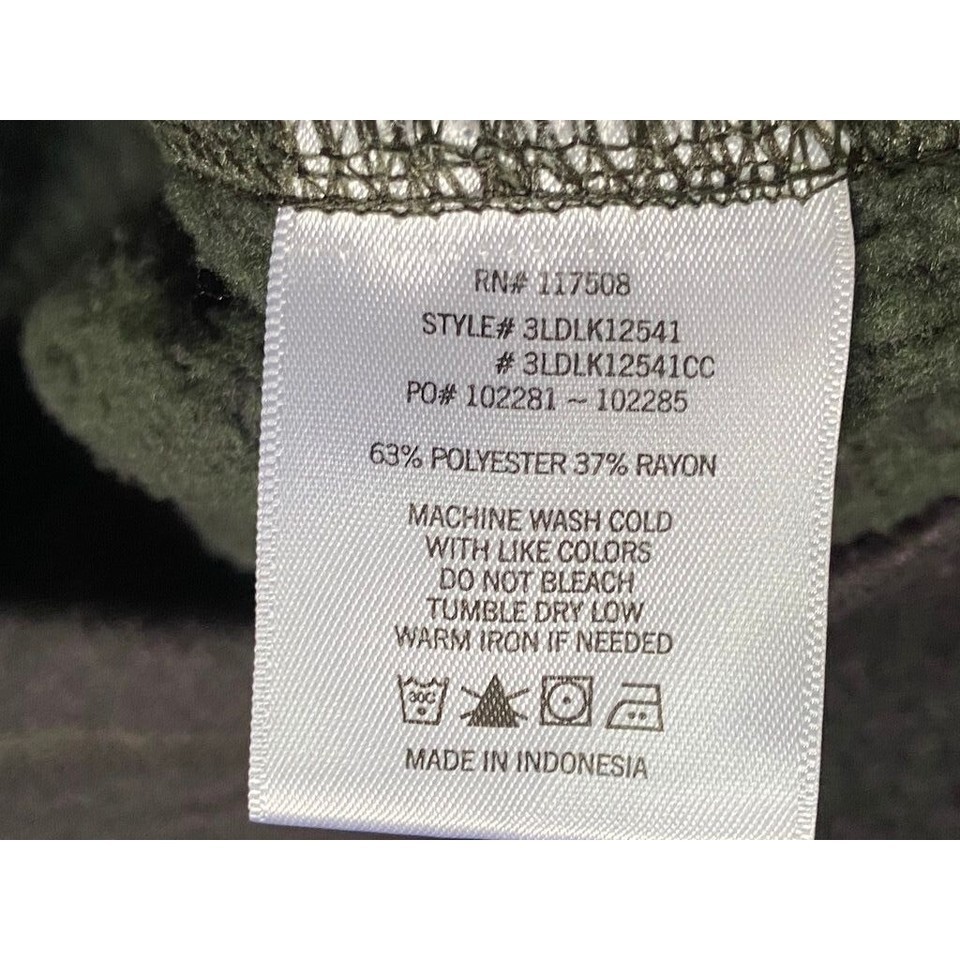 RN# 117508
STYLE# 3LDLK12541
# 3LDLK12541CC
PO# 102281 ~ 102285
63% POLYESTER 37% RAYON
MACHINE WASH COLD
WITH LIKE COLORS
DO NOT BLEACH
TUMBLE DRY LOW
WARM IRON IF NEEDED
30C
MADE IN INDONESIA